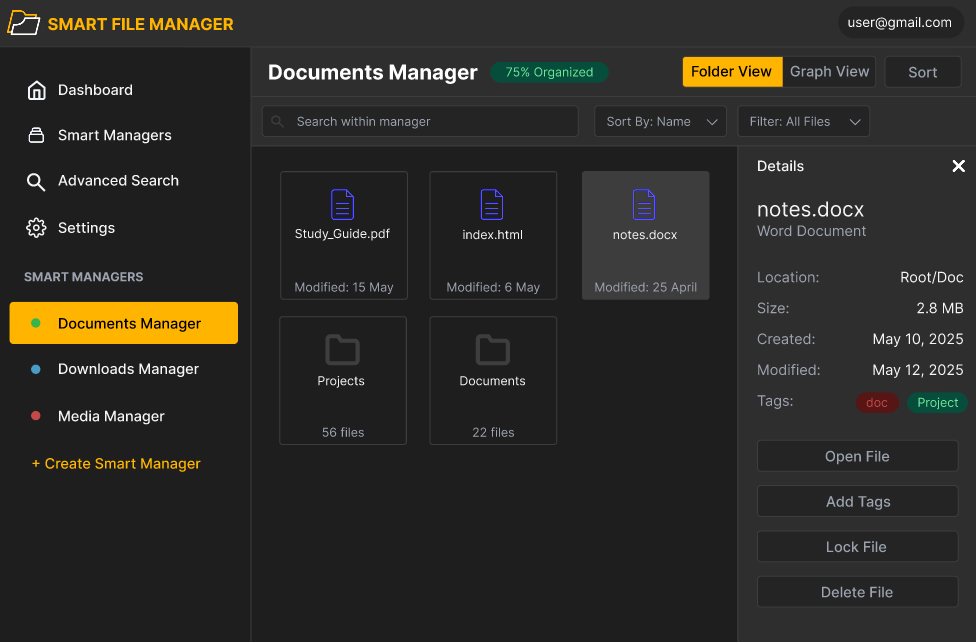 SMART FILE MANAGER
user@gmail.com
Dashboard
Smart Managers
Advanced Search
Settings
SMART MANAGERS
Documents Manager
Downloads Manager
Media Manager
+ Create Smart Manager
Documents Manager 75% Organized Folder View Graph View Sort
Search within manager Sort By: Name Filter: All Files
Study_Guide.pdf
Modified: 15 May
index.html
Modified: 6 May
notes.docx
Modified: 25 April
Projects
56 files
Documents
22 files
Details
notes.docx
Word Document
Location: Root/Doc
Size: 2.8 MB
Created: May 10, 2025
Modified: May 12, 2025
Tags: doc Project
Open File
Add Tags
Lock File
Delete File